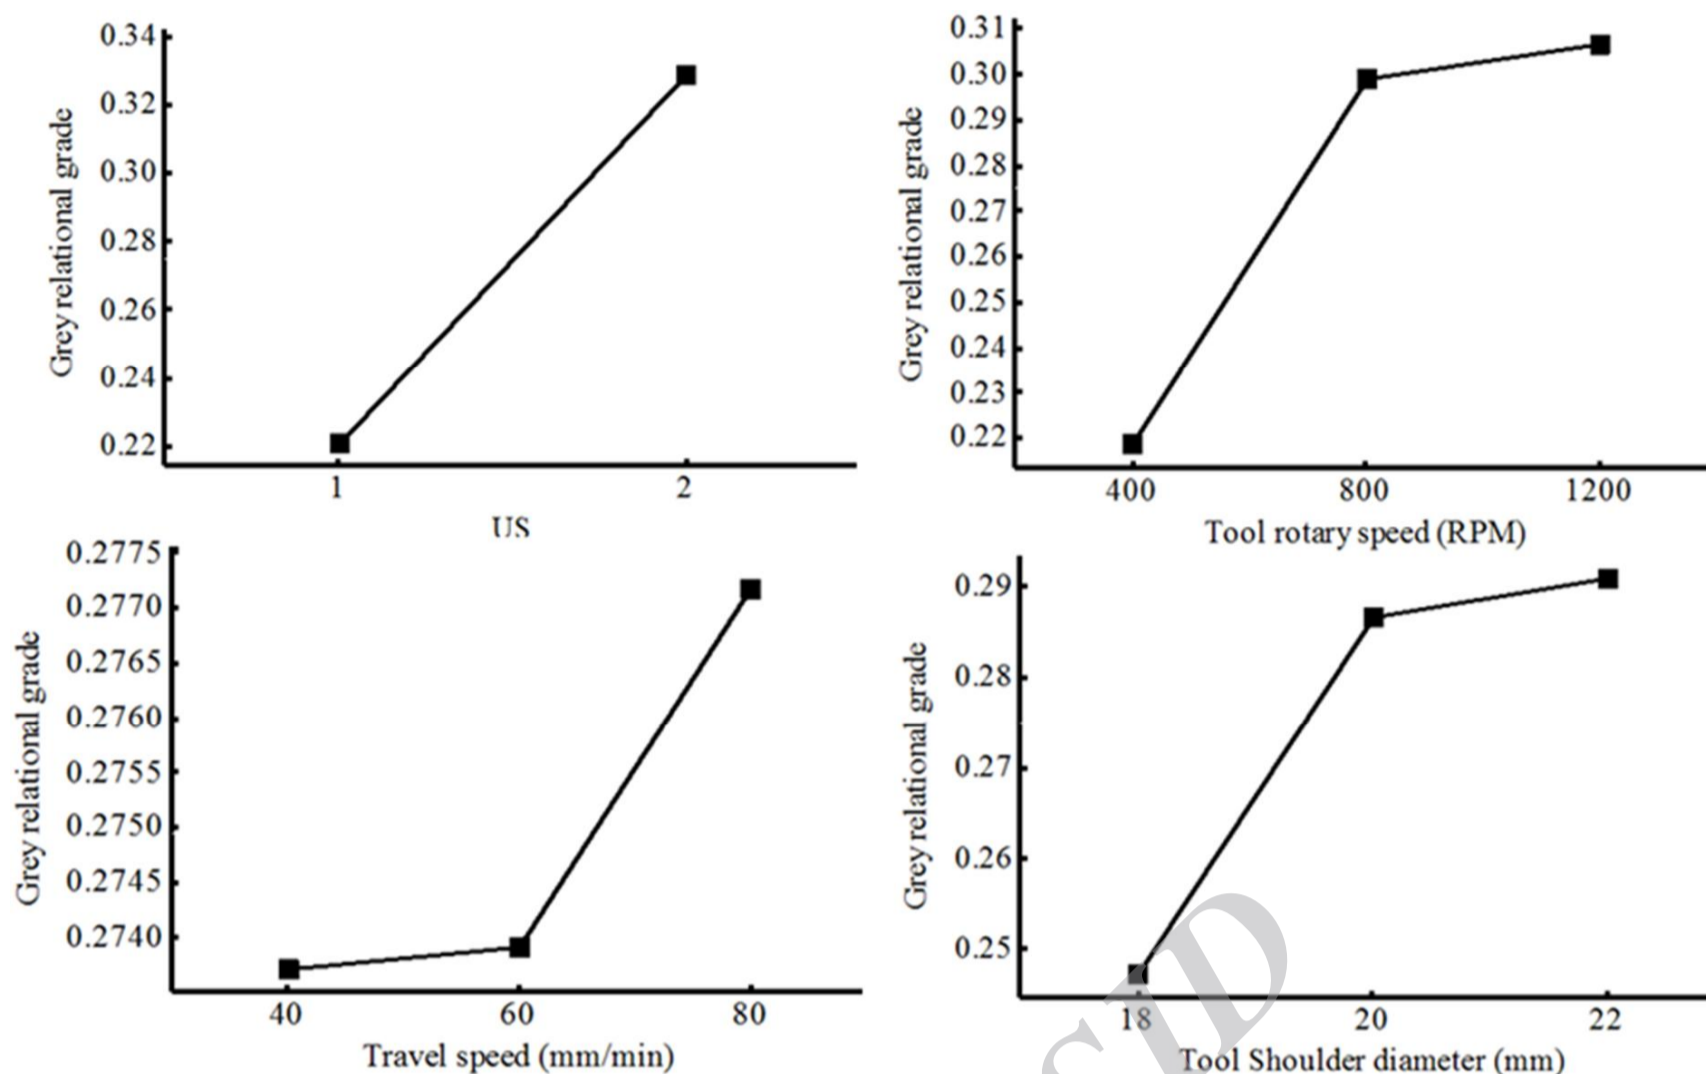 Grey relational grade
0.34
0.32
0.30
0.28
0.26
0.24
0.22
1 2
US
Grey relational grade
0.31
0.30
0.29
0.28
0.27
0.26
0.25
0.24
0.23
0.22
400 800 1200
Tool rotary speed (RPM)
Grey relational grade
0.2775
0.2770
0.2765
0.2760
0.2755
0.2750
0.2745
0.2740
40 60 80
Travel speed (mm/min)
Grey relational grade
0.29
0.28
0.27
0.26
0.25
18 20 22
Tool Shoulder diameter (mm)
SID